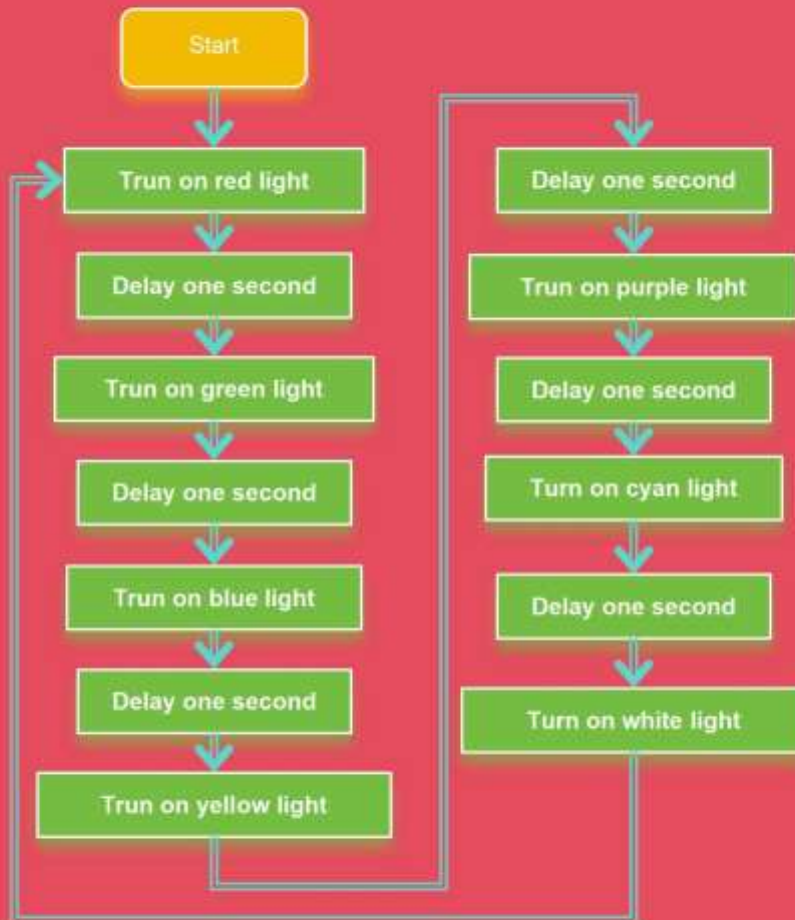 Start
Trun on red light
Delay one second
Trun on green light
Delay one second
Trun on blue light
Delay one second
Trun on yellow light
Delay one second
Trun on purple light
Delay one second
Turn on cyan light
Delay one second
Turn on white light